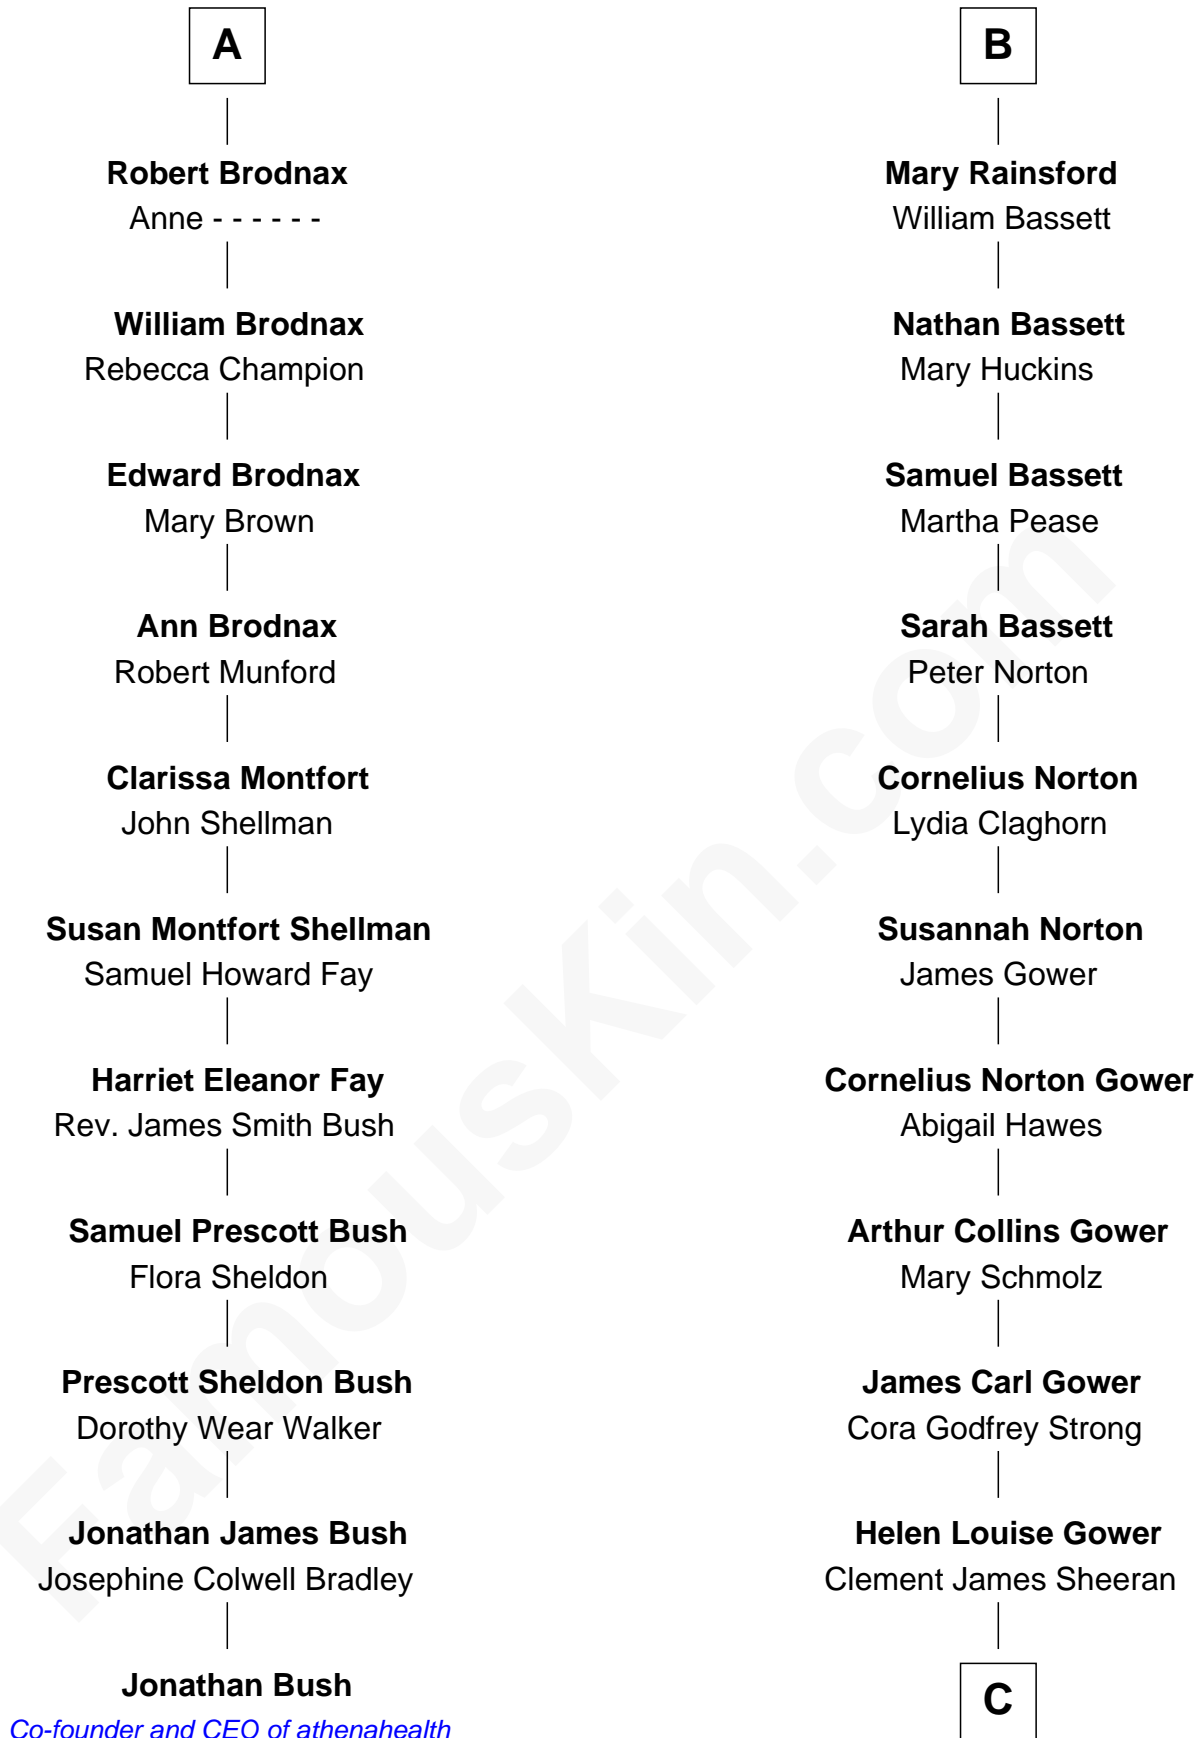 A
Robert Brodnax
Anne - - - - - -
William Brodnax
Rebecca Champion
Edward Brodnax
Mary Brown
Ann Brodnax
Robert Munford
Clarissa Montfort
John Shellman
Susan Montfort Shellman
Samuel Howard Fay
Harriet Eleanor Fay
Rev. James Smith Bush
Samuel Prescott Bush
Flora Sheldon
Prescott Sheldon Bush
Dorothy Wear Walker
Jonathan James Bush
Josephine Colwell Bradley
Jonathan Bush
Co-founder and CEO of athenahealth
B
Mary Rainsford
William Bassett
Nathan Bassett
Mary Huckins
Samuel Bassett
Martha Pease
Sarah Bassett
Peter Norton
Cornelius Norton
Lydia Claghorn
Susannah Norton
James Gower
Cornelius Norton Gower
Abigail Hawes
Arthur Collins Gower
Mary Schmolz
James Carl Gower
Cora Godfrey Strong
Helen Louise Gower
Clement James Sheeran
C
FamousKin.com